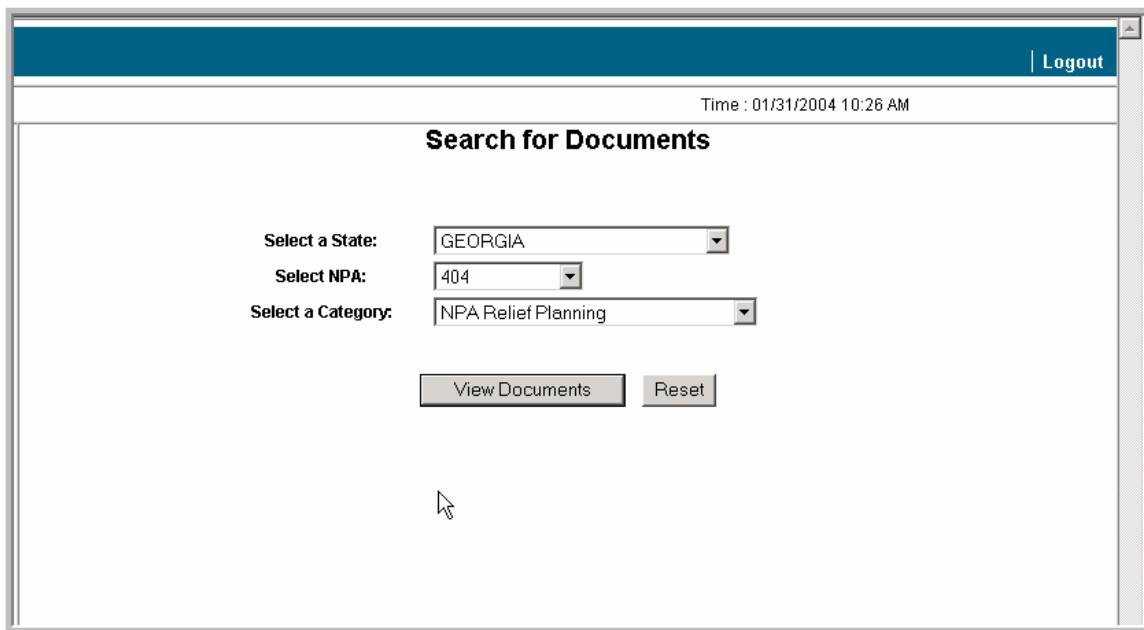 | Logout
Time : 01/31/2004 10:26 AM
Search for Documents
Select a State: GEORGIA
Select NPA: 404
Select a Category: NPA Relief Planning
View Documents Reset